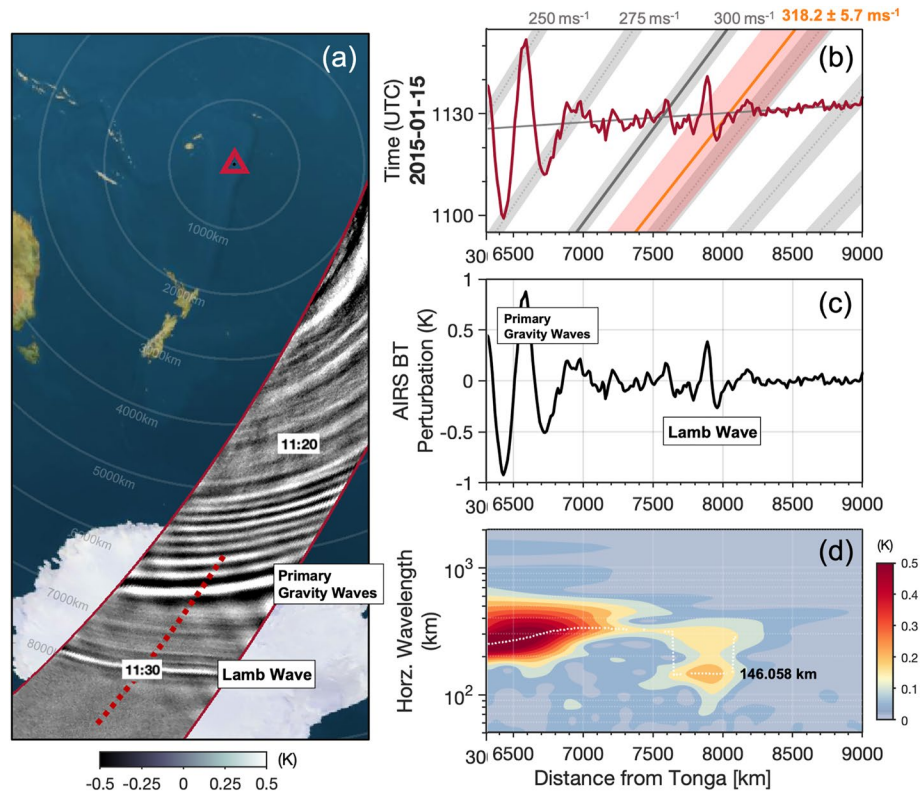 (a)
1000km
2000km
3000km
4000km
5000km
6000km
7000km
8000
11:20
Primary
Gravity Waves
11:30
Lamb Wave
-0.5 -0.25 0 0.25 0.5 (K)
250 ms-1 275 ms-1 300 ms-1 318.2 ± 5.7 ms-1
(b)
Time (UTC)
2015-01-15
1130
1100
30 6500 7000 7500 8000 8500 9000
(c)
AIRS BT
Perturbation (K)
1
0.5
0
-0.5
-1
Primary
Gravity Waves
Lamb Wave
30 6500 7000 7500 8000 8500 9000
(d)
Horz. Wavelength
(km)
103
102
146.058 km
30 6500 7000 7500 8000 8500 9000
Distance from Tonga [km]
(K)
0.5
0.4
0.3
0.2
0.1
0